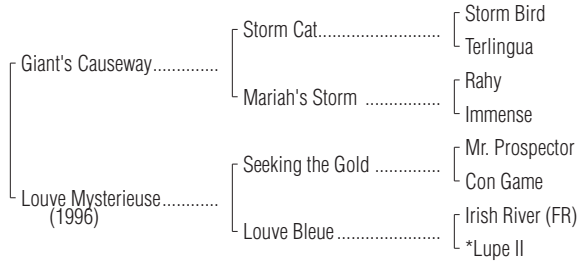 Storm Bird
Storm Cat..........................
Terlingua
Giant's Causeway..............
Rahy
Mariah's Storm ................
Immense
Mr. Prospector
Seeking the Gold ..............
Con Game
Louve Mysterieuse............
(1996)
Irish River (FR)
Louve Bleue ......................
*Lupe II